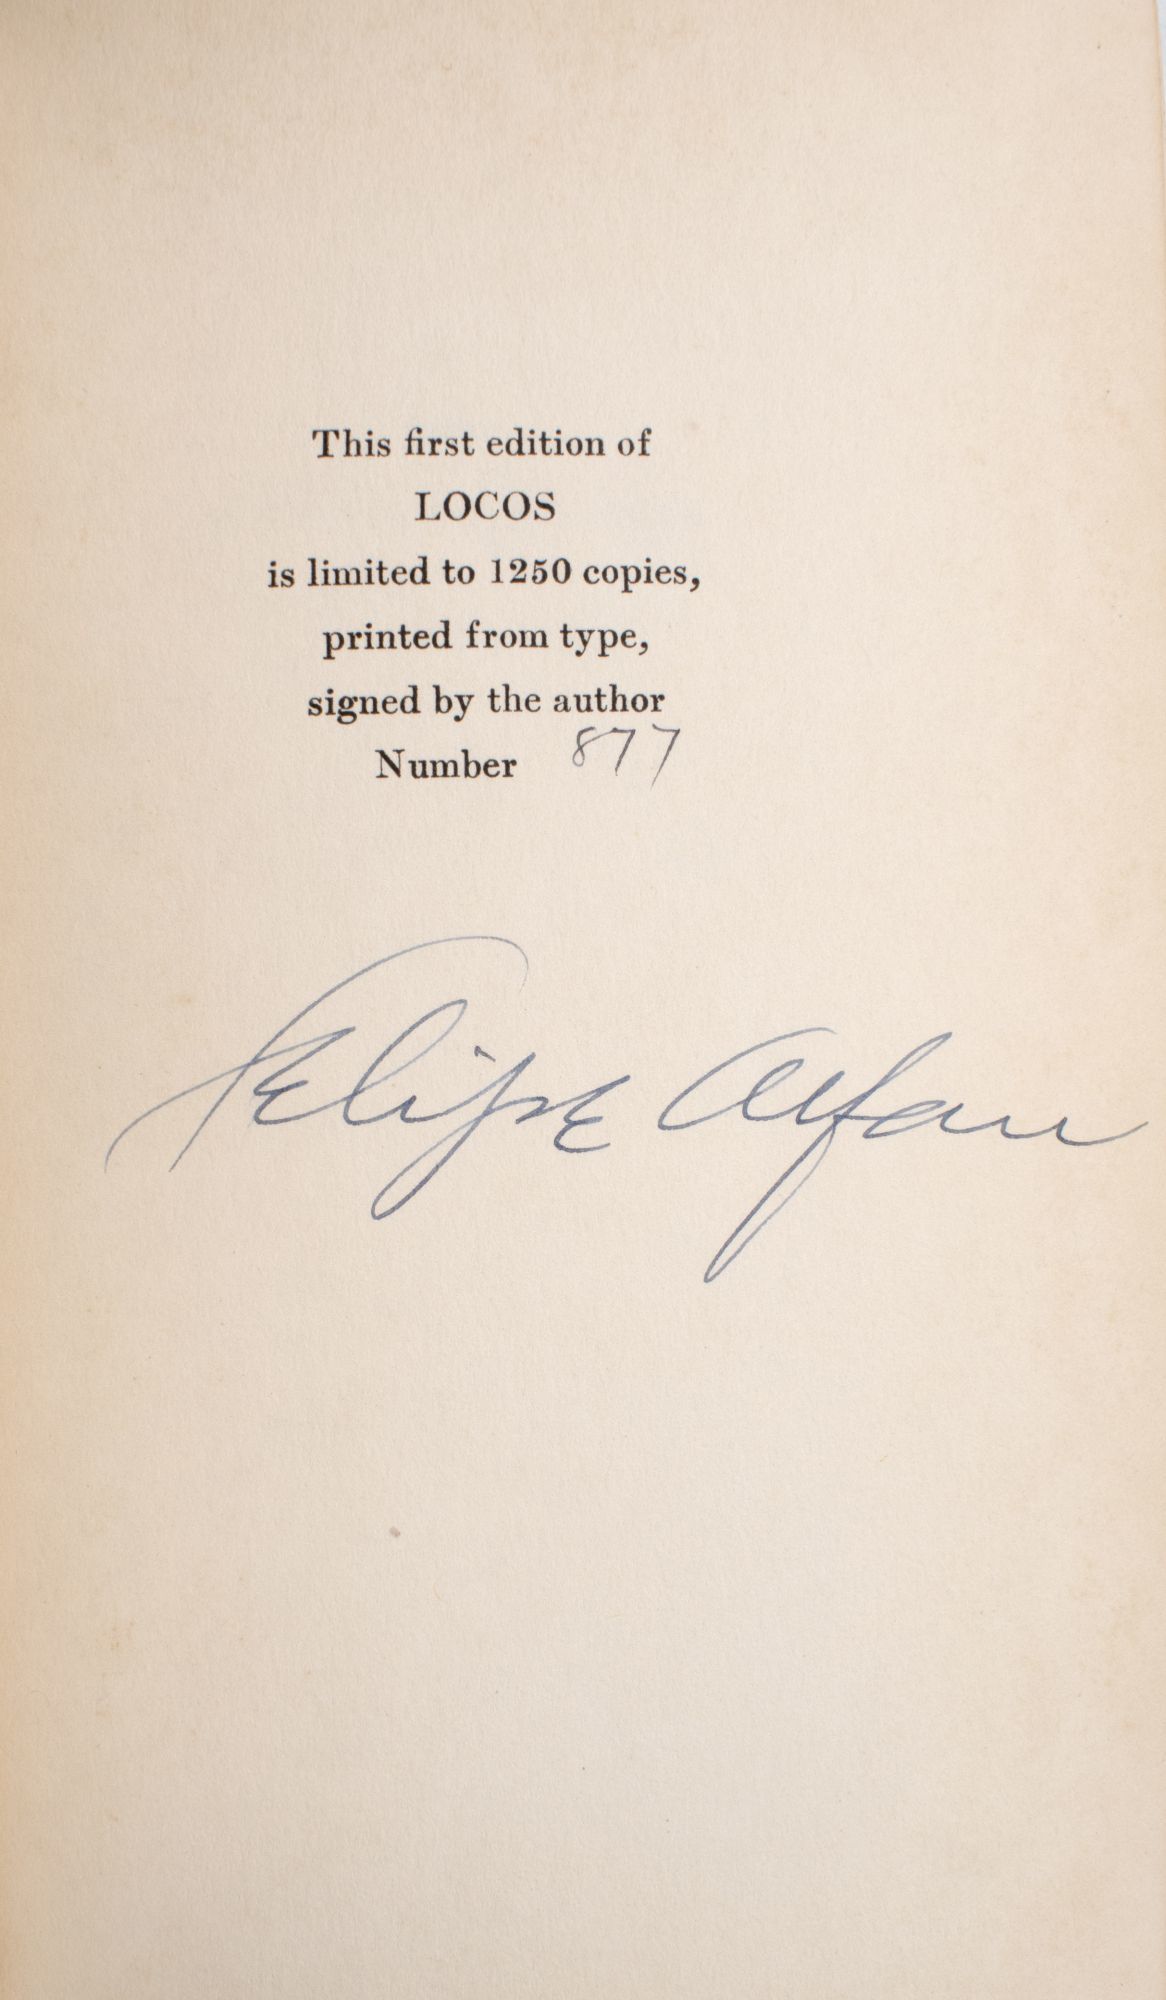 This first edition of
LOCOS
is limited to 1250 copies,
printed from type,
signed by the author
Number 877
Felipe Alfau